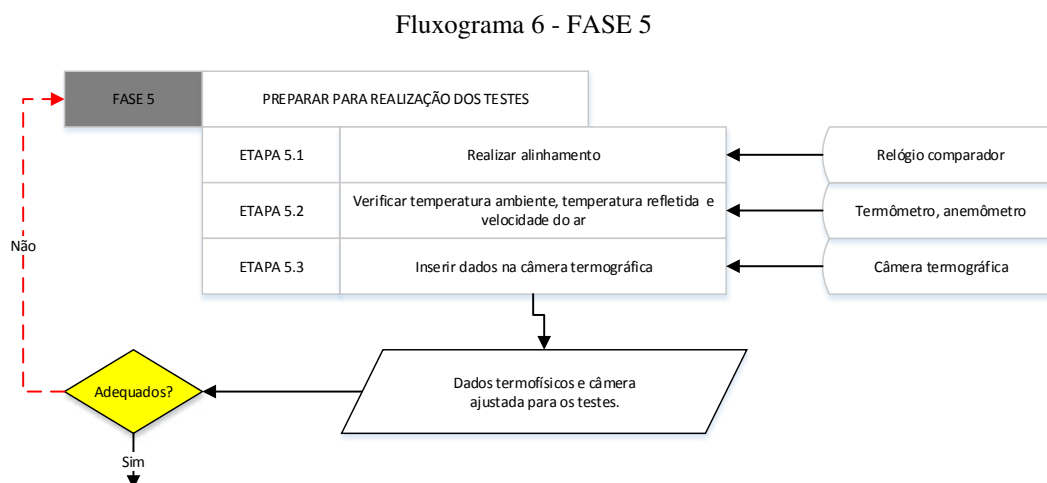 Fluxograma 6 - FASE 5
FASE 5
PREPARAR PARA REALIZAÇÃO DOS TESTES
ETAPA 5.1
Realizar alinhamento
Relógio comparador
ETAPA 5.2
Verificar temperatura ambiente, temperatura refletida e
velocidade do ar
Termômetro, anemômetro
Não
ETAPA 5.3
Inserir dados na câmera termográfica
Câmera termográfica
Adequados?
Dados termofísicos e câmera
ajustada para os testes.
Sim